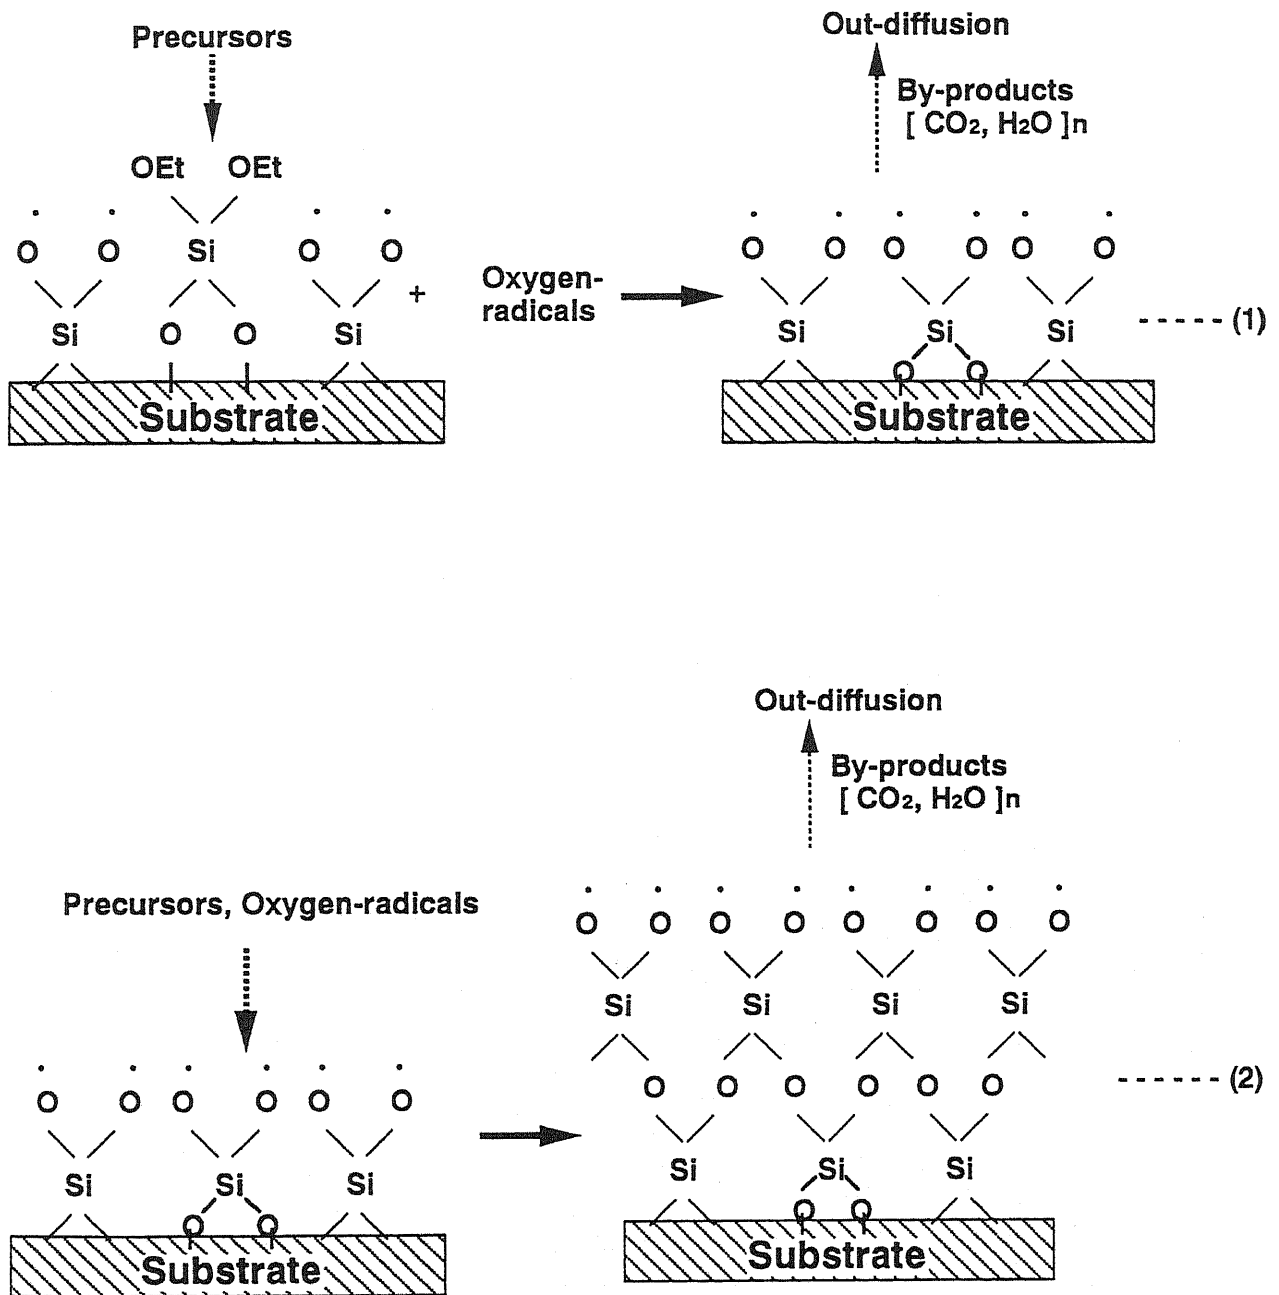 Precursors
OEt OEt
O O Si O O
+
Oxygen-
radicals
Si O O Si
Substrate
Out-diffusion
By-products
[ CO2, H2O ]n
O O O O O O
Si Si Si
O O
----- (1)
Substrate
Precursors, Oxygen-radicals
O O O O O O
Si Si Si
O O
Substrate
Out-diffusion
By-products
[ CO2, H2O ]n
O O O O O O O O
Si Si Si Si
O O O O O O
------ (2)
Si Si Si
O O
Substrate